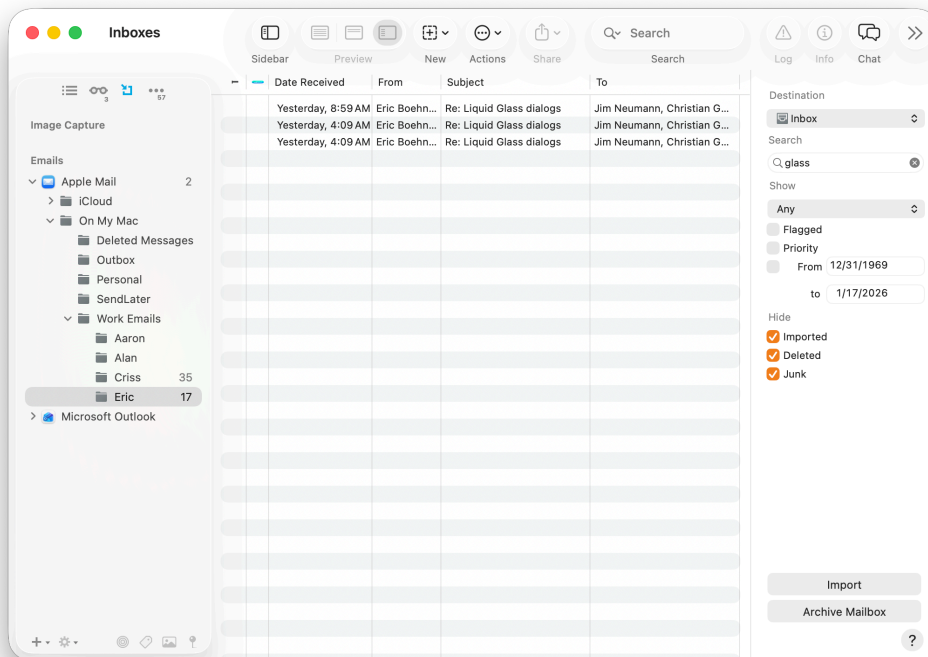 Inboxes
Sidebar
Preview
New
Actions
Share
Search
Search
Log
Info
Chat
3
57
Image Capture
Emails
Apple Mail 2
iCloud
On My Mac
Deleted Messages
Outbox
Personal
SendLater
Work Emails
Aaron
Alan
Criss 35
Eric 17
Microsoft Outlook
Date Received From Subject To
Yesterday, 8:59 AM Eric Boehn... Re: Liquid Glass dialogs Jim Neumann, Christian G...
Yesterday, 4:09 AM Eric Boehn... Re: Liquid Glass dialogs Jim Neumann, Christian G...
Yesterday, 4:09 AM Eric Boehn... Re: Liquid Glass dialogs Jim Neumann, Christian G...
Destination
Inbox
Search
glass
Show
Any
Flagged
Priority
From 12/31/1969
to 1/17/2026
Hide
Imported
Deleted
Junk
Import
Archive Mailbox
?